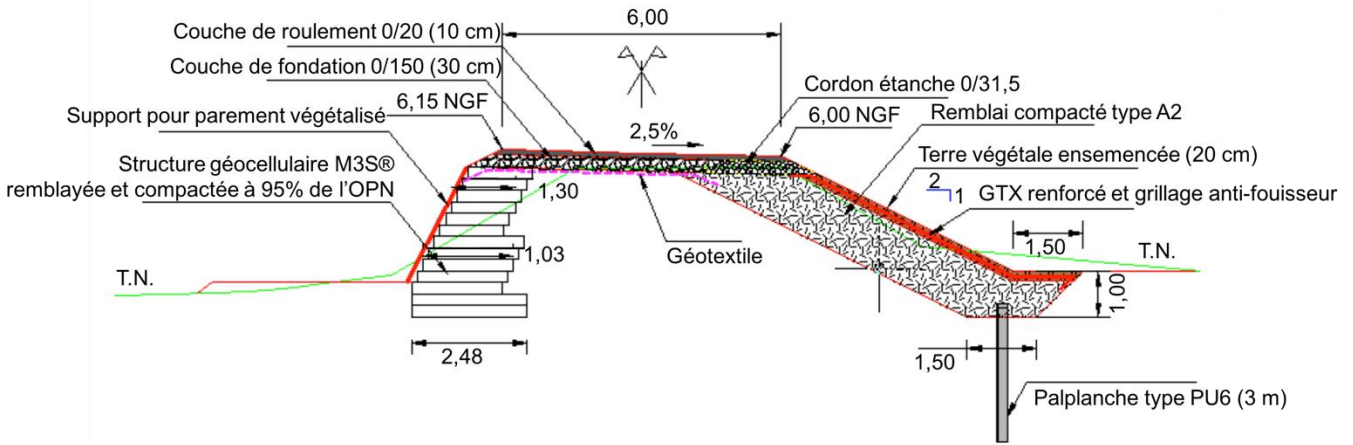 6,00
Couche de roulement 0/20 (10 cm)
Couche de fondation 0/150 (30 cm)
Cordon étanche 0/31,5
6,15 NGF
6,00 NGF
Support pour parement végétalisé
2,5%
Remblai compacté type A2
Structure géocellulaire M3S®
remblayée et compactée à 95% de l’OPN
Terre végétale ensemencée (20 cm)
2
1
GTX renforcé et grillage anti-fouisseur
1,30
1,03
Géotextile
1,50
T.N.
T.N.
1,00
2,48
1,50
Palplanche type PU6 (3 m)